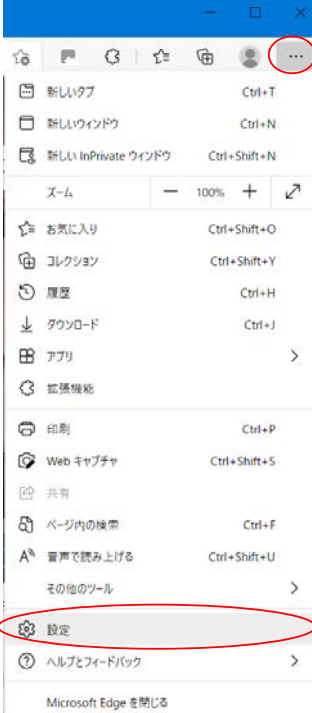 新しいタブ Ctrl+T
新しいウィンドウ Ctrl+N
新しい InPrivate ウィンドウ Ctrl+Shift+N
ズーム 100%
お気に入り Ctrl+Shift+O
コレクション Ctrl+Shift+Y
履歴 Ctrl+H
ダウンロード Ctrl+J
アプリ
拡張機能
印刷 Ctrl+P
Web キャプチャ Ctrl+Shift+S
共有
ページ内の検索 Ctrl+F
音声で読み上げる Ctrl+Shift+U
その他のツール
設定
ヘルプとフィードバック
Microsoft Edge を閉じる